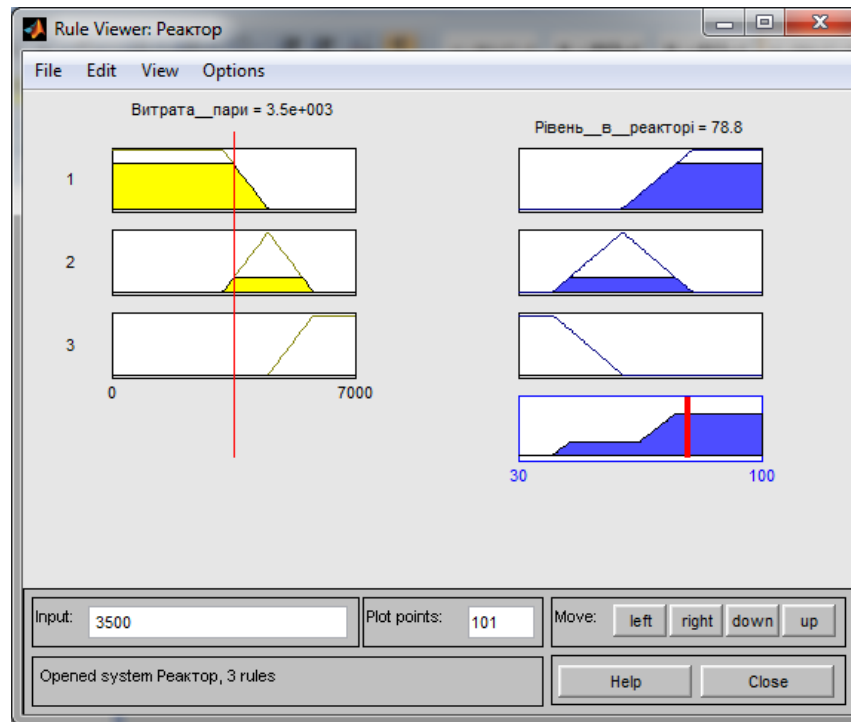 Rule Viewer: Реактор
File Edit View Options
Витрата__пари = 3.5e+003
Рівень__в__реакторі = 78.8
1
2
3
0 7000
30 100
Input: 3500
Plot points: 101
Move: left right down up
Opened system Реактор, 3 rules
Help Close